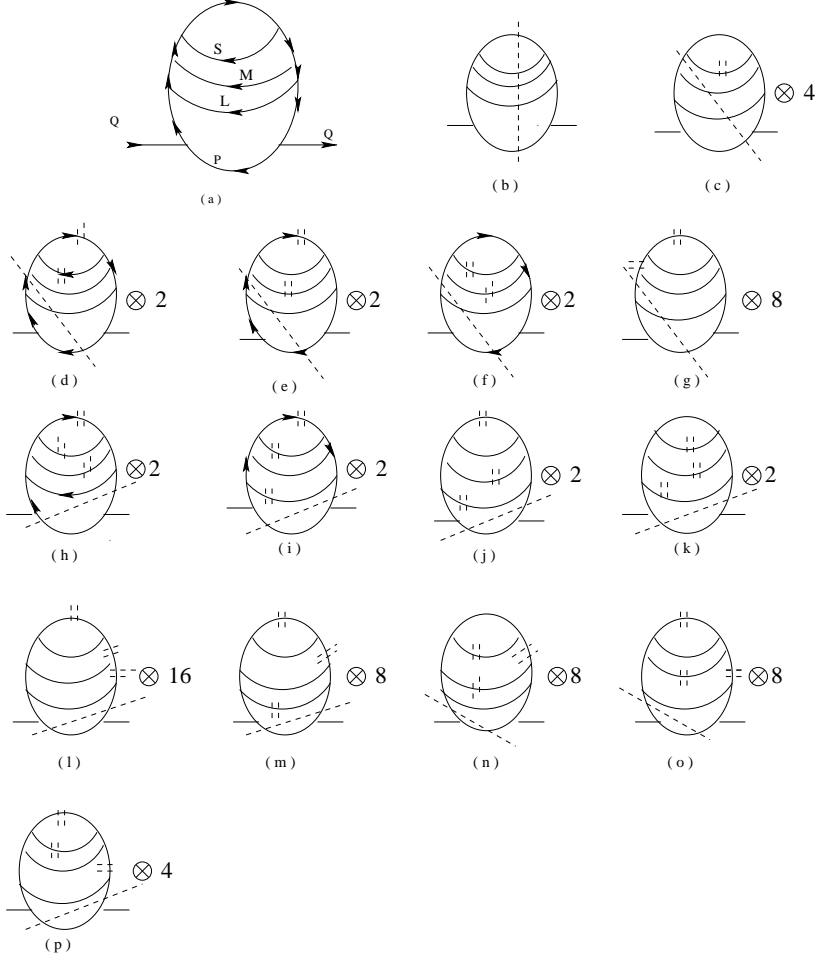 S
M
L
Q Q
P
( a ) ( b ) ( c ) ⊗ 4
⊗ 2 ⊗ 2 ⊗ 2 ⊗ 8
( d ) ( e ) ( f ) ( g )
⊗ 2 ⊗ 2 ⊗ 2 ⊗ 2
( h ) ( i ) ( j ) ( k )
⊗ 16 ⊗ 8 ⊗ 8 ⊗ 8
( l ) ( m ) ( n ) ( o )
⊗ 4
( p )